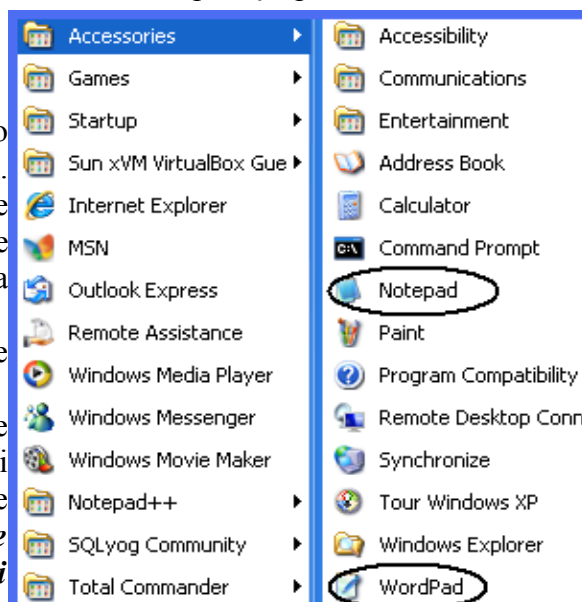 Accessories
Games
Startup
Sun xVM VirtualBox Gue
Internet Explorer
MSN
Outlook Express
Remote Assistance
Windows Media Player
Windows Messenger
Windows Movie Maker
Notepad++
SQLyog Community
Total Commander
Accessibility
Communications
Entertainment
Address Book
Calculator
C:\
Command Prompt
Notepad
Paint
Program Compatibility
Remote Desktop Conn
Synchronize
Tour Windows XP
Windows Explorer
WordPad